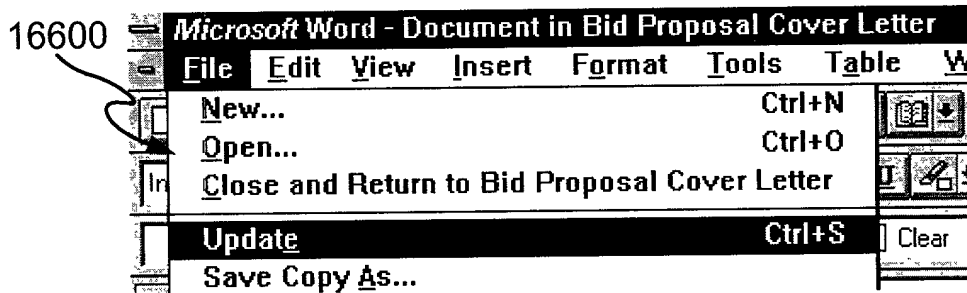 16600
Microsoft Word - Document in Bid Proposal Cover Letter
File Edit View Insert Format Tools Table W
New... Ctrl+N
Open... Ctrl+O
In
Close and Return to Bid Proposal Cover Letter
Update Ctrl+S
Clear
Save Copy As...